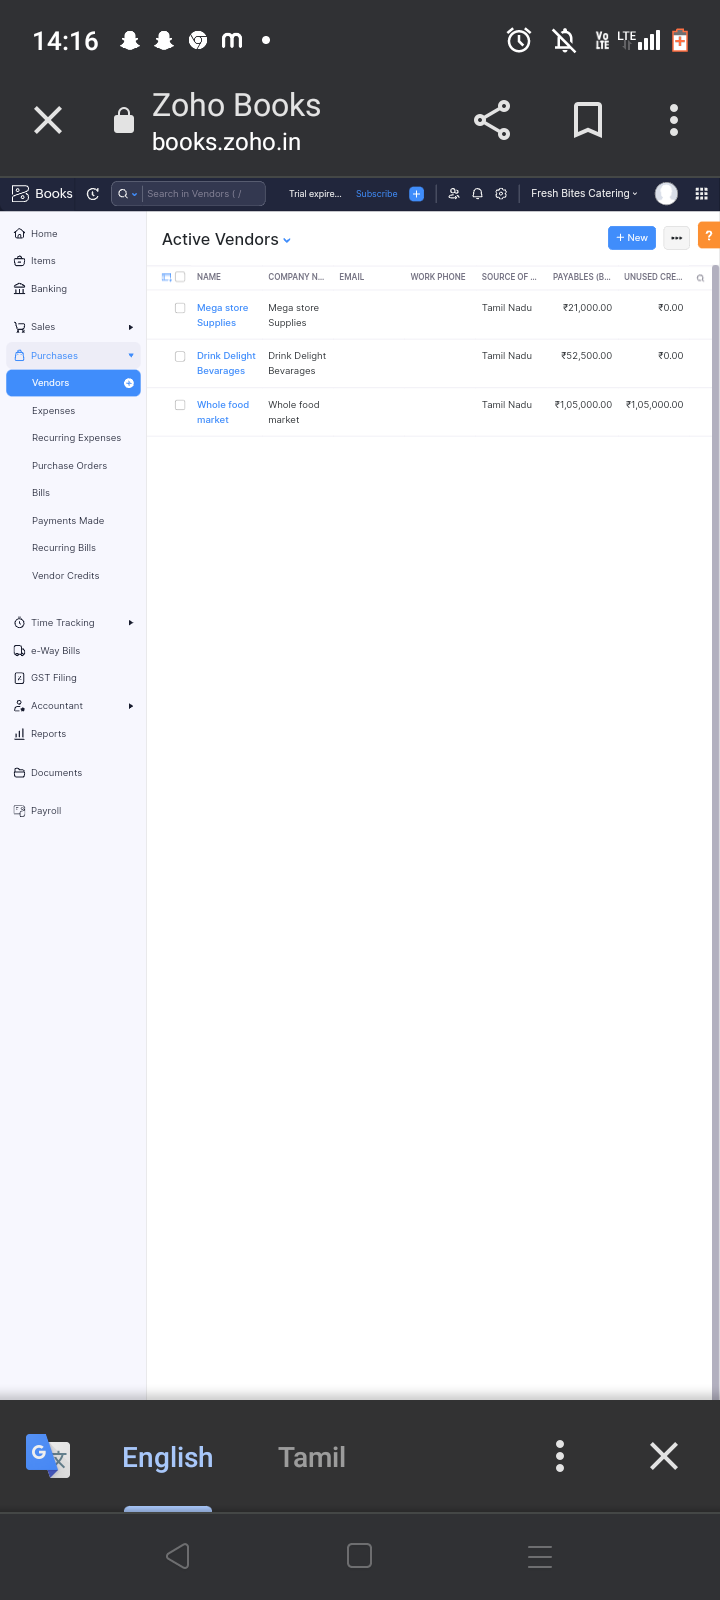 14:16
Vo LTE LTE
Zoho Books
books.zoho.in
Books
Search in Vendors ( /
Trial expire...
Subscribe
Fresh Bites Catering
Home
Items
Banking
Sales
Purchases
Vendors
Expenses
Recurring Expenses
Purchase Orders
Bills
Payments Made
Recurring Bills
Vendor Credits
Time Tracking
e-Way Bills
GST Filing
Accountant
Reports
Documents
Payroll
Active Vendors
+ New
?
NAME COMPANY N... EMAIL WORK PHONE SOURCE OF ... PAYABLES (B... UNUSED CRE...
Mega store Mega store Tamil Nadu ₹21,000.00 ₹0.00
Supplies Supplies
Drink Delight Drink Delight Tamil Nadu ₹52,500.00 ₹0.00
Bevarages Bevarages
Whole food Whole food Tamil Nadu ₹1,05,000.00 ₹1,05,000.00
market market
G
English Tamil